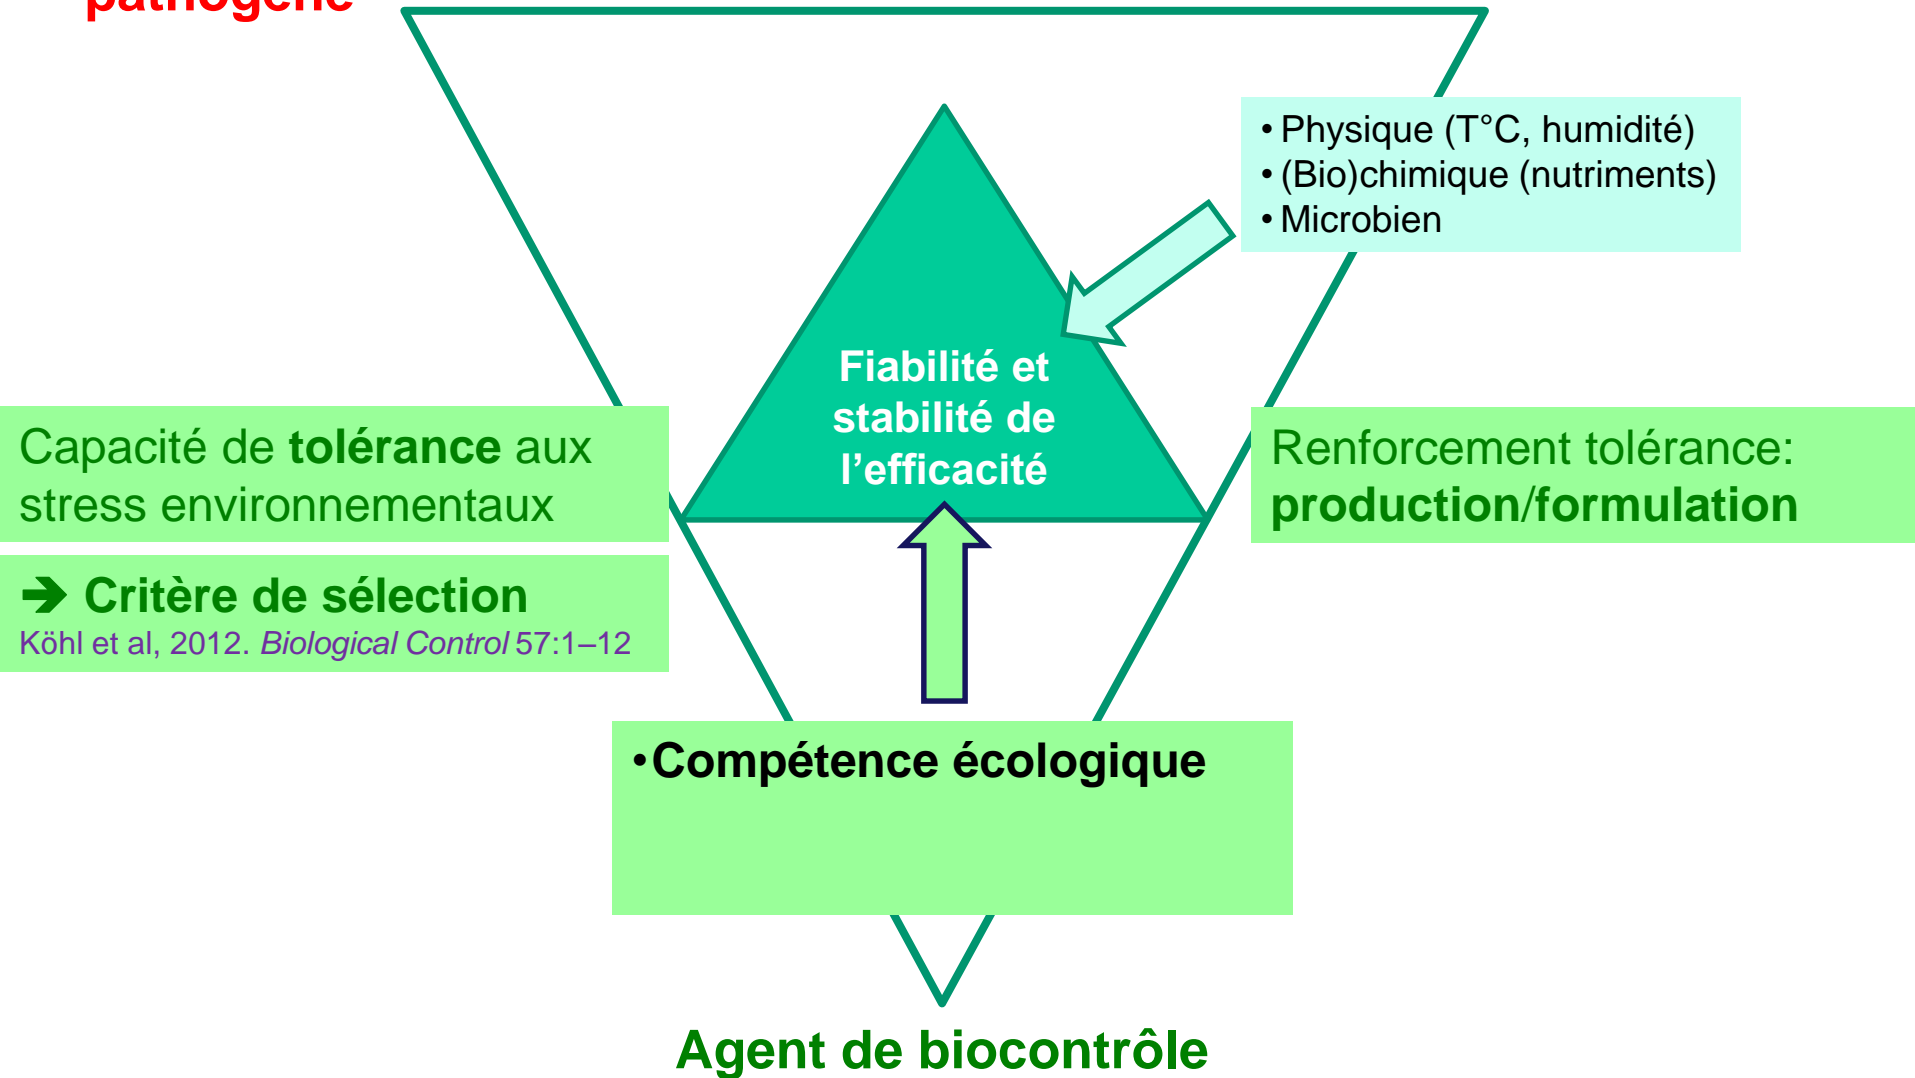 pathogène
• Physique (T°C, humidité)
• (Bio)chimique (nutriments)
• Microbien
Fiabilité et
stabilité de
l’efficacité
Capacité de tolérance aux
stress environnementaux
➔ Critère de sélection
Köhl et al, 2012. Biological Control 57:1–12
Renforcement tolérance:
production/formulation
•Compétence écologique
Agent de biocontrôle